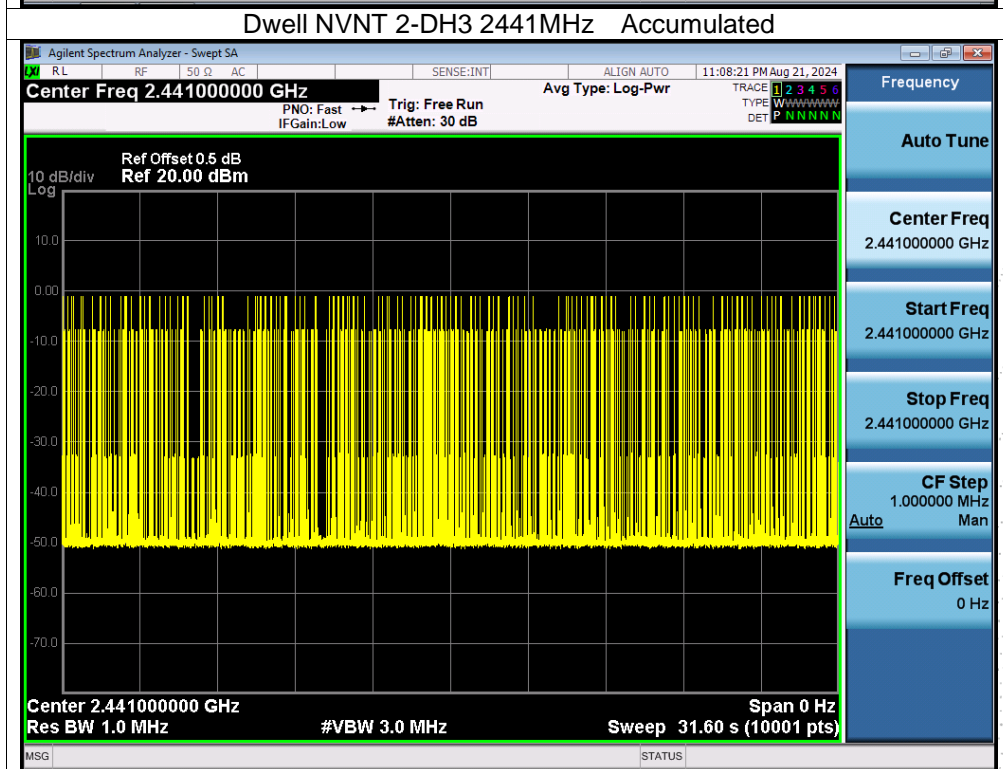 Dwell NVNT 2-DH3 2441MHz    Accumulated
Agilent Spectrum Analyzer - Swept SA
LXI RL RF 50 Ω AC SENSE:INT ALIGN AUTO 11:08:21 PM Aug 21, 2024
Center Freq 2.441000000 GHz
PNO: Fast
IFGain:Low
Trig: Free Run
#Atten: 30 dB
Avg Type: Log-Pwr
TRACE 1 2 3 4 5 6
TYPE WWWWWWW
DET P N N N N N
Frequency
Auto Tune
Center Freq
2.441000000 GHz
Start Freq
2.441000000 GHz
Stop Freq
2.441000000 GHz
CF Step
1.000000 MHz
Auto Man
Freq Offset
0 Hz
Ref Offset 0.5 dB
10 dB/div Ref 20.00 dBm
Log
10.0
0.00
-10.0
-20.0
-30.0
-40.0
-50.0
-60.0
-70.0
Center 2.441000000 GHz Span 0 Hz
Res BW 1.0 MHz #VBW 3.0 MHz Sweep 31.60 s (10001 pts)
MSG STATUS